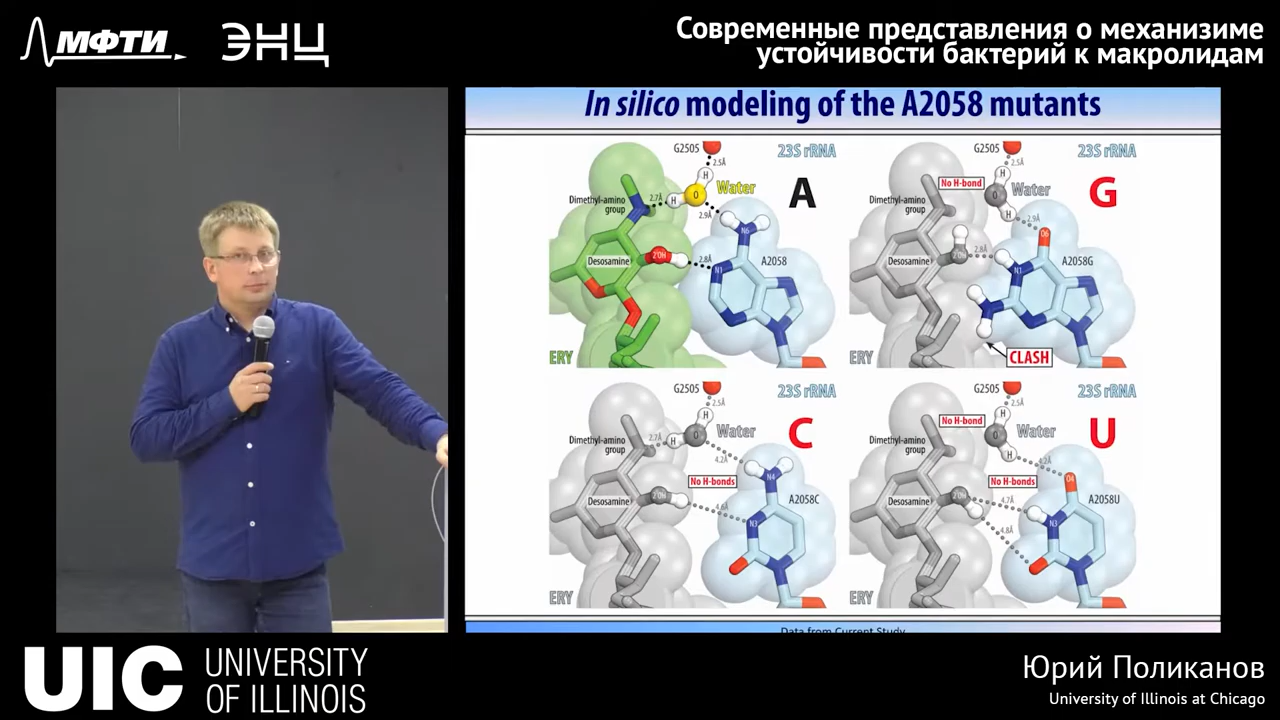 МФТИ
ЭНЦ
Современные представления о механизиме
устойчивости бактерий к макролидам
In silico modeling of the A2058 mutants
G2505
23S rRNA
2.5Å
H
Water
A
Dimethyl-amino
group
2.7Å
H
O
2.9Å
N6
Desosamine
2'OH
2.8Å
N1
A2058
ERY
G2505
23S rRNA
2.5Å
No H-bond
H
Water
G
Dimethyl-amino
group
O
H
2.9Å
O6
Desosamine
2'OH
2.8Å
N1
A2058G
ERY
CLASH
G2505
23S rRNA
2.5Å
H
Water
C
Dimethyl-amino
group
2.7Å
H
O
4.2Å
N4
No H-bonds
Desosamine
2'OH
A2058C
N3
ERY
G2505
23S rRNA
2.5Å
No H-bond
H
Water
U
Dimethyl-amino
group
O
H
4.2Å
O4
No H-bonds
Desosamine
2'OH
4.7Å
A2058U
N3
4.8Å
ERY
Data from Current Study
UIC
UNIVERSITY
OF ILLINOIS
Юрий Поликанов
University of Illinois at Chicago